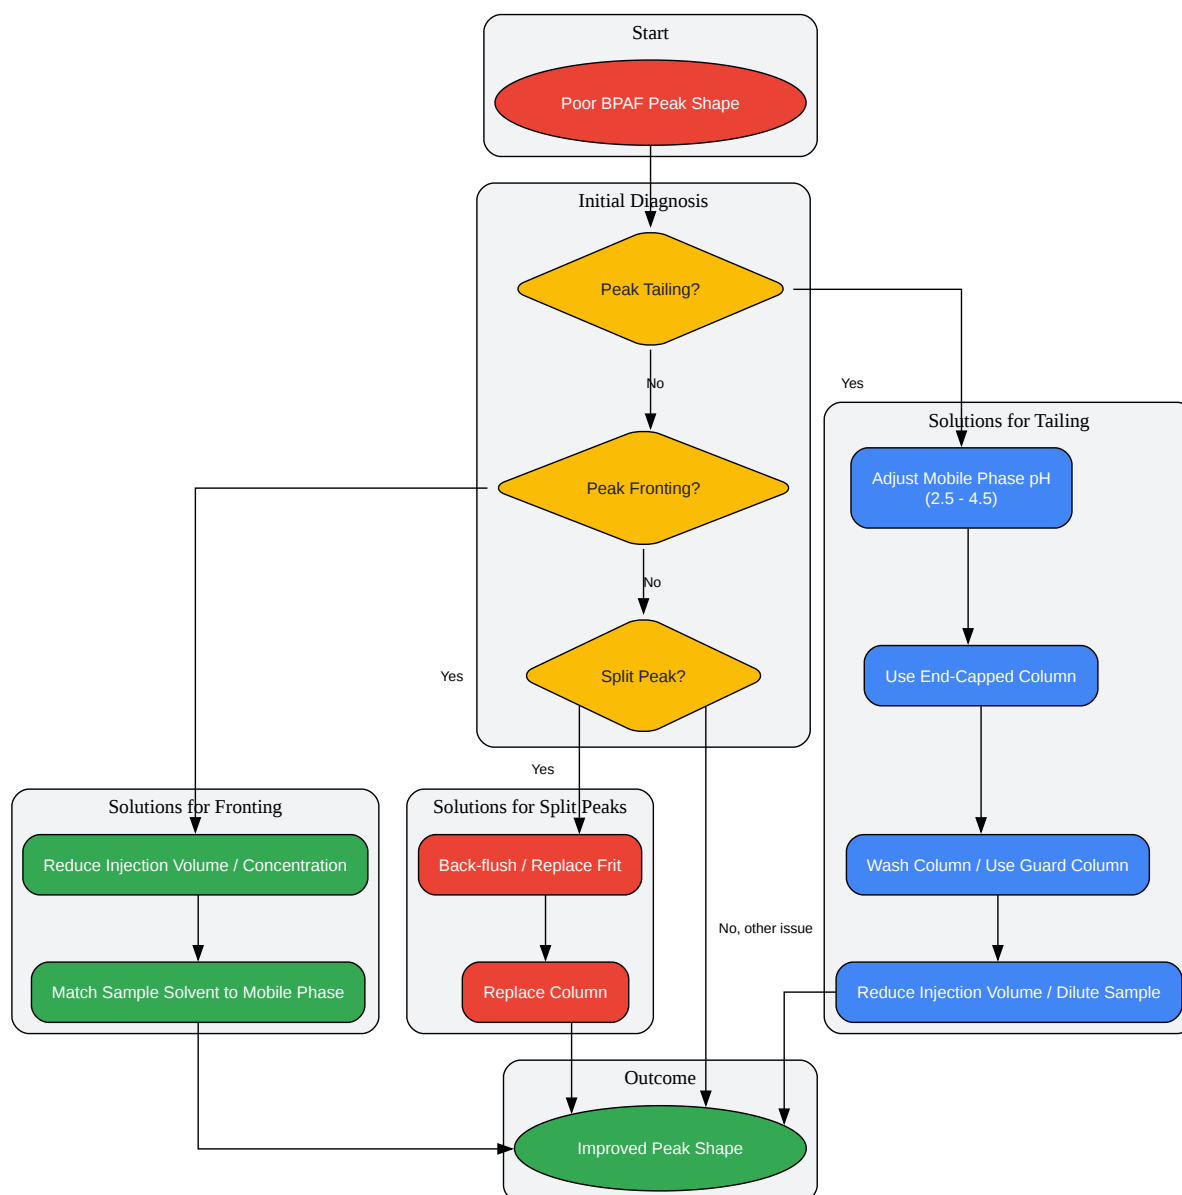 Start
Poor BPAF Peak Shape
Initial Diagnosis
Peak Tailing?
No
Yes
Peak Fronting?
No
Yes
Split Peak?
Yes
No, other issue
Solutions for Tailing
Adjust Mobile Phase pH
(2.5 - 4.5)
Use End-Capped Column
Wash Column / Use Guard Column
Reduce Injection Volume / Dilute Sample
Solutions for Fronting
Reduce Injection Volume / Concentration
Match Sample Solvent to Mobile Phase
Solutions for Split Peaks
Back-flush / Replace Frit
Replace Column
Outcome
Improved Peak Shape